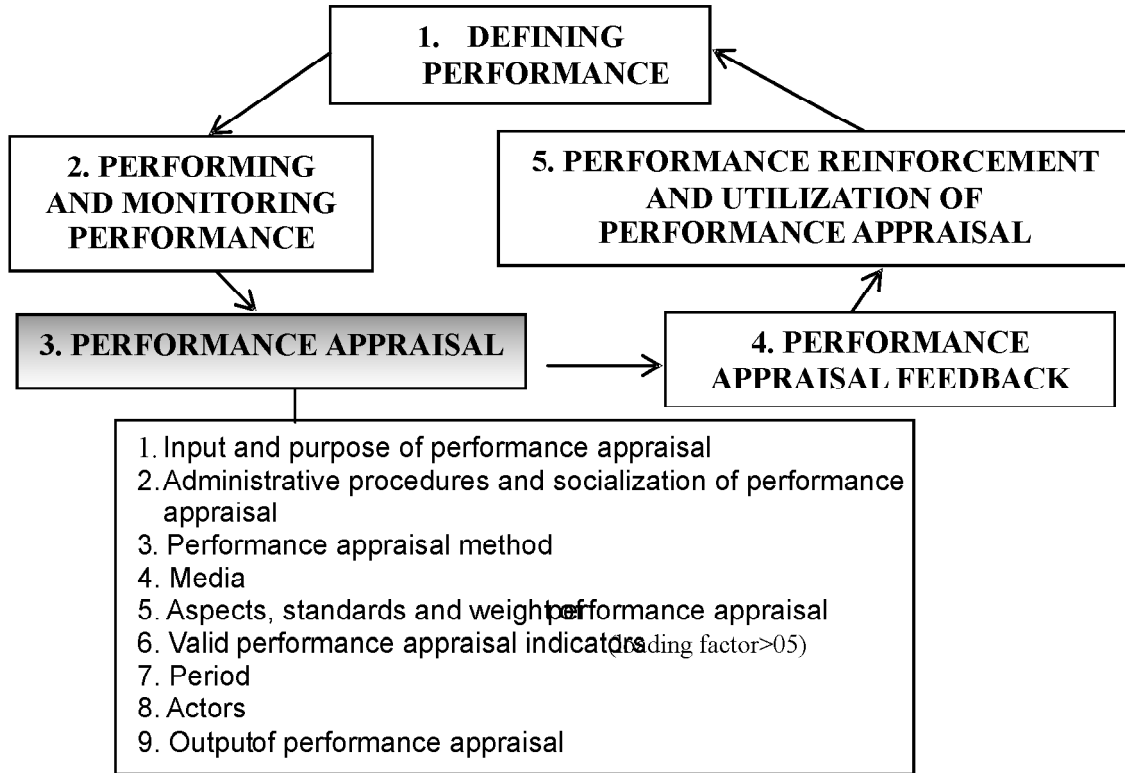 1. DEFINING
PERFORMANCE
2. PERFORMING
AND MONITORING
PERFORMANCE
5. PERFORMANCE REINFORCEMENT
AND UTILIZATION OF
PERFORMANCE APPRAISAL
3. PERFORMANCE APPRAISAL
4. PERFORMANCE
APPRAISAL FEEDBACK
1. Input and purpose of performance appraisal
2. Administrative procedures and socialization of performance
appraisal
3. Performance appraisal method
4. Media
5. Aspects, standards and weight of performance appraisal
6. Valid performance appraisal indicators (loading factor>05)
7. Period
8. Actors
9. Output of performance appraisal